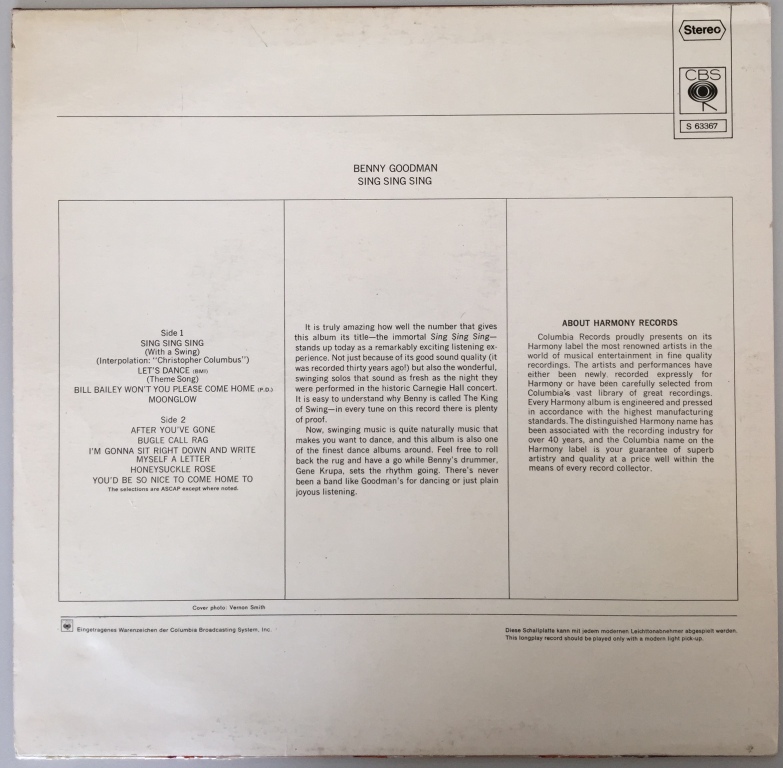 Stereo
CBS
S 63367
BENNY GOODMAN
SING SING SING
Side 1
SING SING SING
(With a Swing)
(Interpolation: "Christopher Columbus")
LET'S DANCE (BMI)
(Theme Song)
BILL BAILEY WON'T YOU PLEASE COME HOME (P.D.)
MOONGLOW
Side 2
AFTER YOU'VE GONE
BUGLE CALL RAG
I'M GONNA SIT RIGHT DOWN AND WRITE
MYSELF A LETTER
HONEYSUCKLE ROSE
YOU'D BE SO NICE TO COME HOME TO
The selections are ASCAP except where noted.
It is truly amazing how well the number that gives
this album its title—the immortal Sing Sing Sing—
stands up today as a remarkably exciting listening ex-
perience. Not just because of its good sound quality (it
was recorded thirty years ago!) but also the wonderful,
swinging solos that sound as fresh as the night they
were performed in the historic Carnegie Hall concert.
It is easy to understand why Benny is called The King
of Swing—in every tune on this record there is plenty
of proof.
Now, swinging music is quite naturally music that
makes you want to dance, and this album is also one
of the finest dance albums around. Feel free to roll
back the rug and have a go while Benny's drummer,
Gene Krupa, sets the rhythm going. There's never
been a band like Goodman's for dancing or just plain
joyous listening.
ABOUT HARMONY RECORDS
Columbia Records proudly presents on its
Harmony label the most renowned artists in the
world of musical entertainment in fine quality
recordings. The artists and performances have
either been newly recorded expressly for
Harmony or have been carefully selected from
Columbia's vast library of great recordings.
Every Harmony album is engineered and pressed
in accordance with the highest manufacturing
standards. The distinguished Harmony name has
been associated with the recording industry for
over 40 years, and the Columbia name on the
Harmony label is your guarantee of superb
artistry and quality at a price well within the
means of every record collector.
Cover photo: Vernon Smith
Eingetragenes Warenzeichen der Columbia Broadcasting System, Inc.
Diese Schallplatte kann mit jedem modernen Leichttonabnehmer abgespielt werden.
This longplay record should be played only with a modern light pick-up.